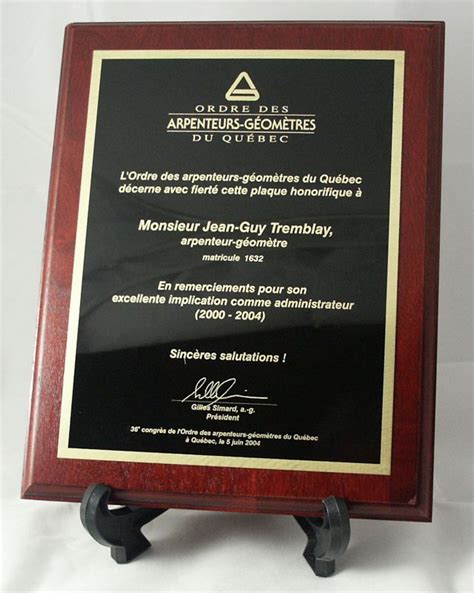 ORDRE DES
ARPENTEURS-GÉOMÈTRES
DU QUÉBEC
L'Ordre des arpenteurs-géomètres du Québec
décerne avec fierté cette plaque honorifique à
Monsieur Jean-Guy Tremblay,
arpenteur-géomètre
matricule 1632
En remerciements pour son
excellente implication comme administrateur
(2000 - 2004)
Sincères salutations !
Gilles Simard, a.-g.
Président
36e congrès de l'Ordre des arpenteurs-géomètres du Québec
à Québec, le 5 juin 2004